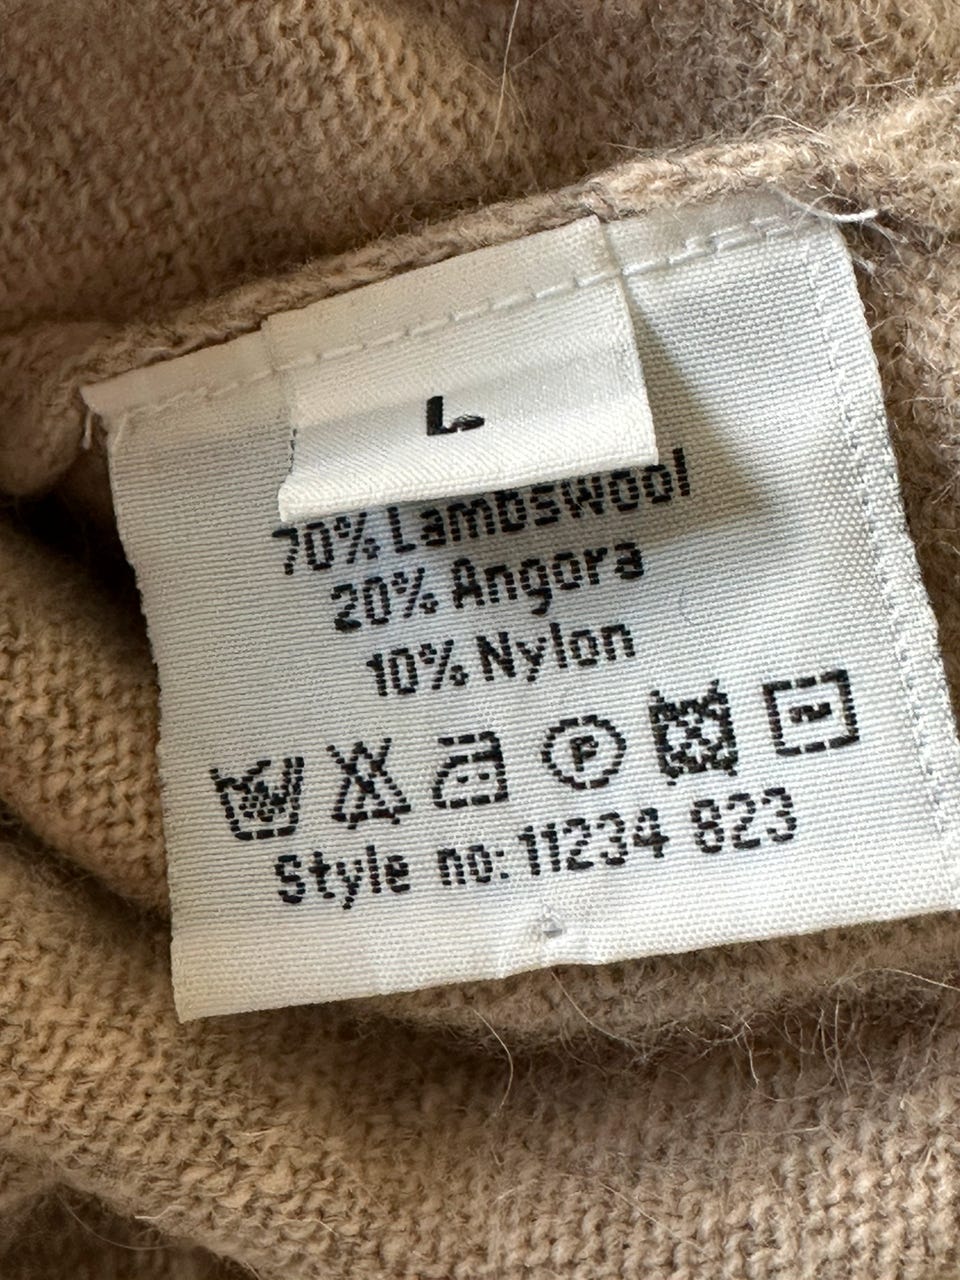 L
70% Lambswool
20% Angora
10% Nylon
P
Style no: 11234 823